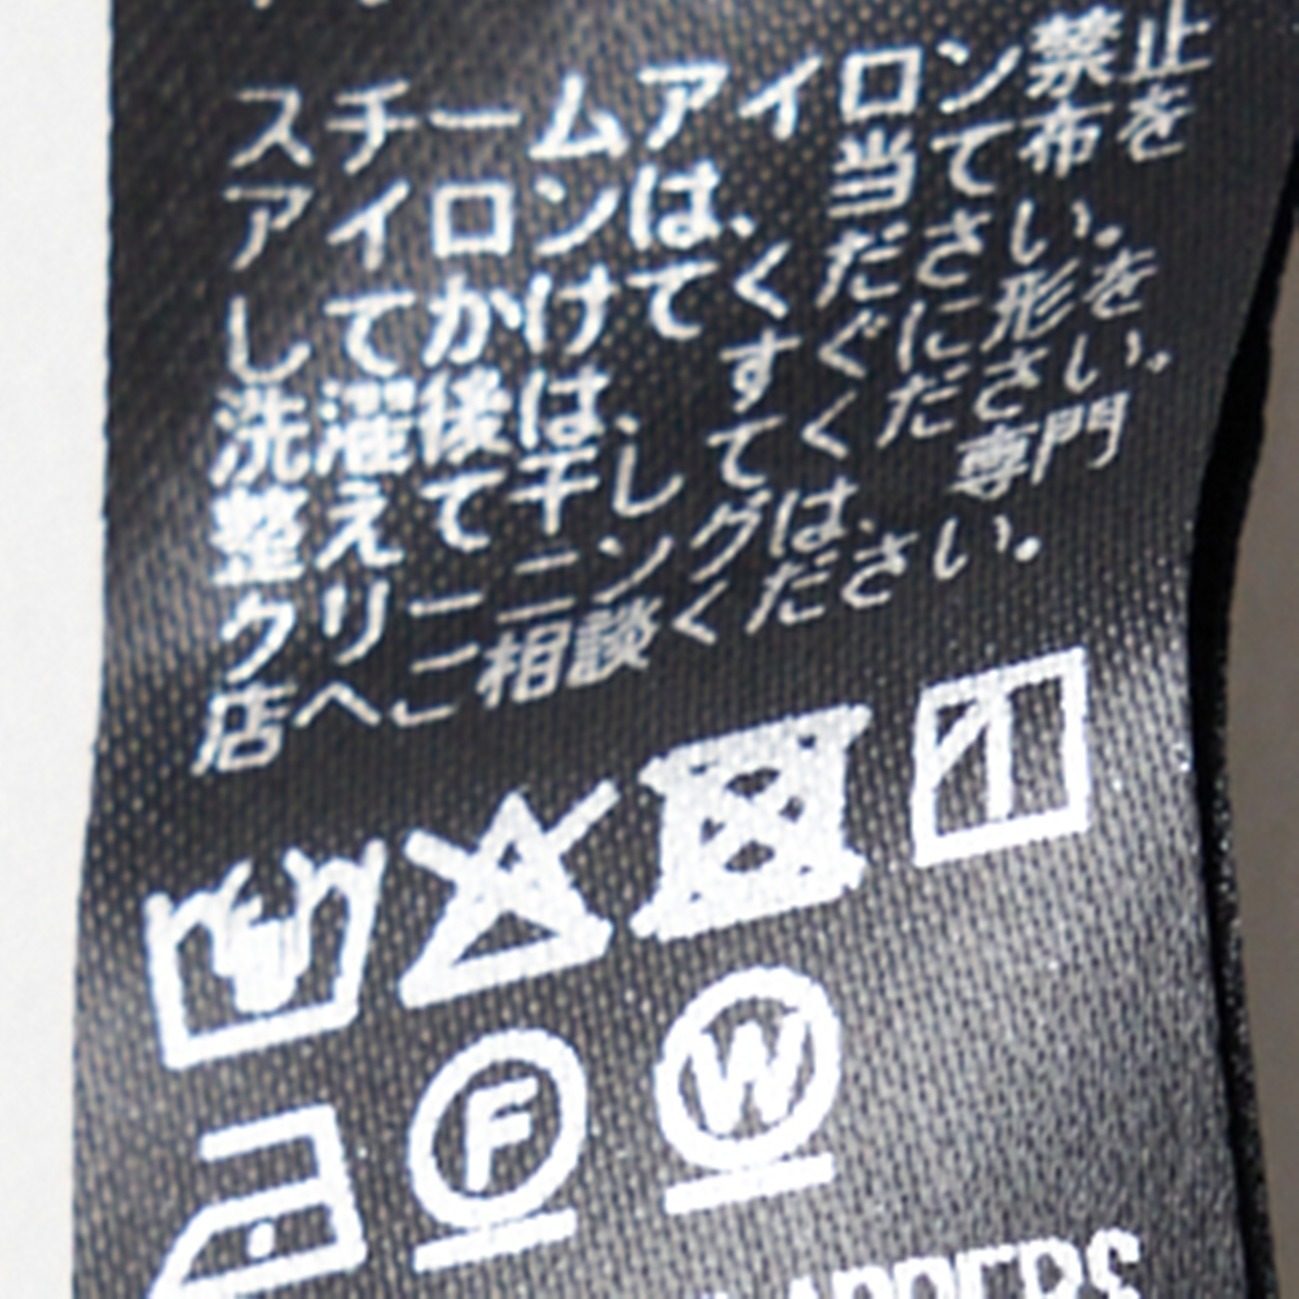 スチームアイロン禁止
アイロンは、当て布を
してかけてください。
洗濯後は、すぐに形を
整えて干してください。
クリーニングは、専門
店へご相談ください。
F
W